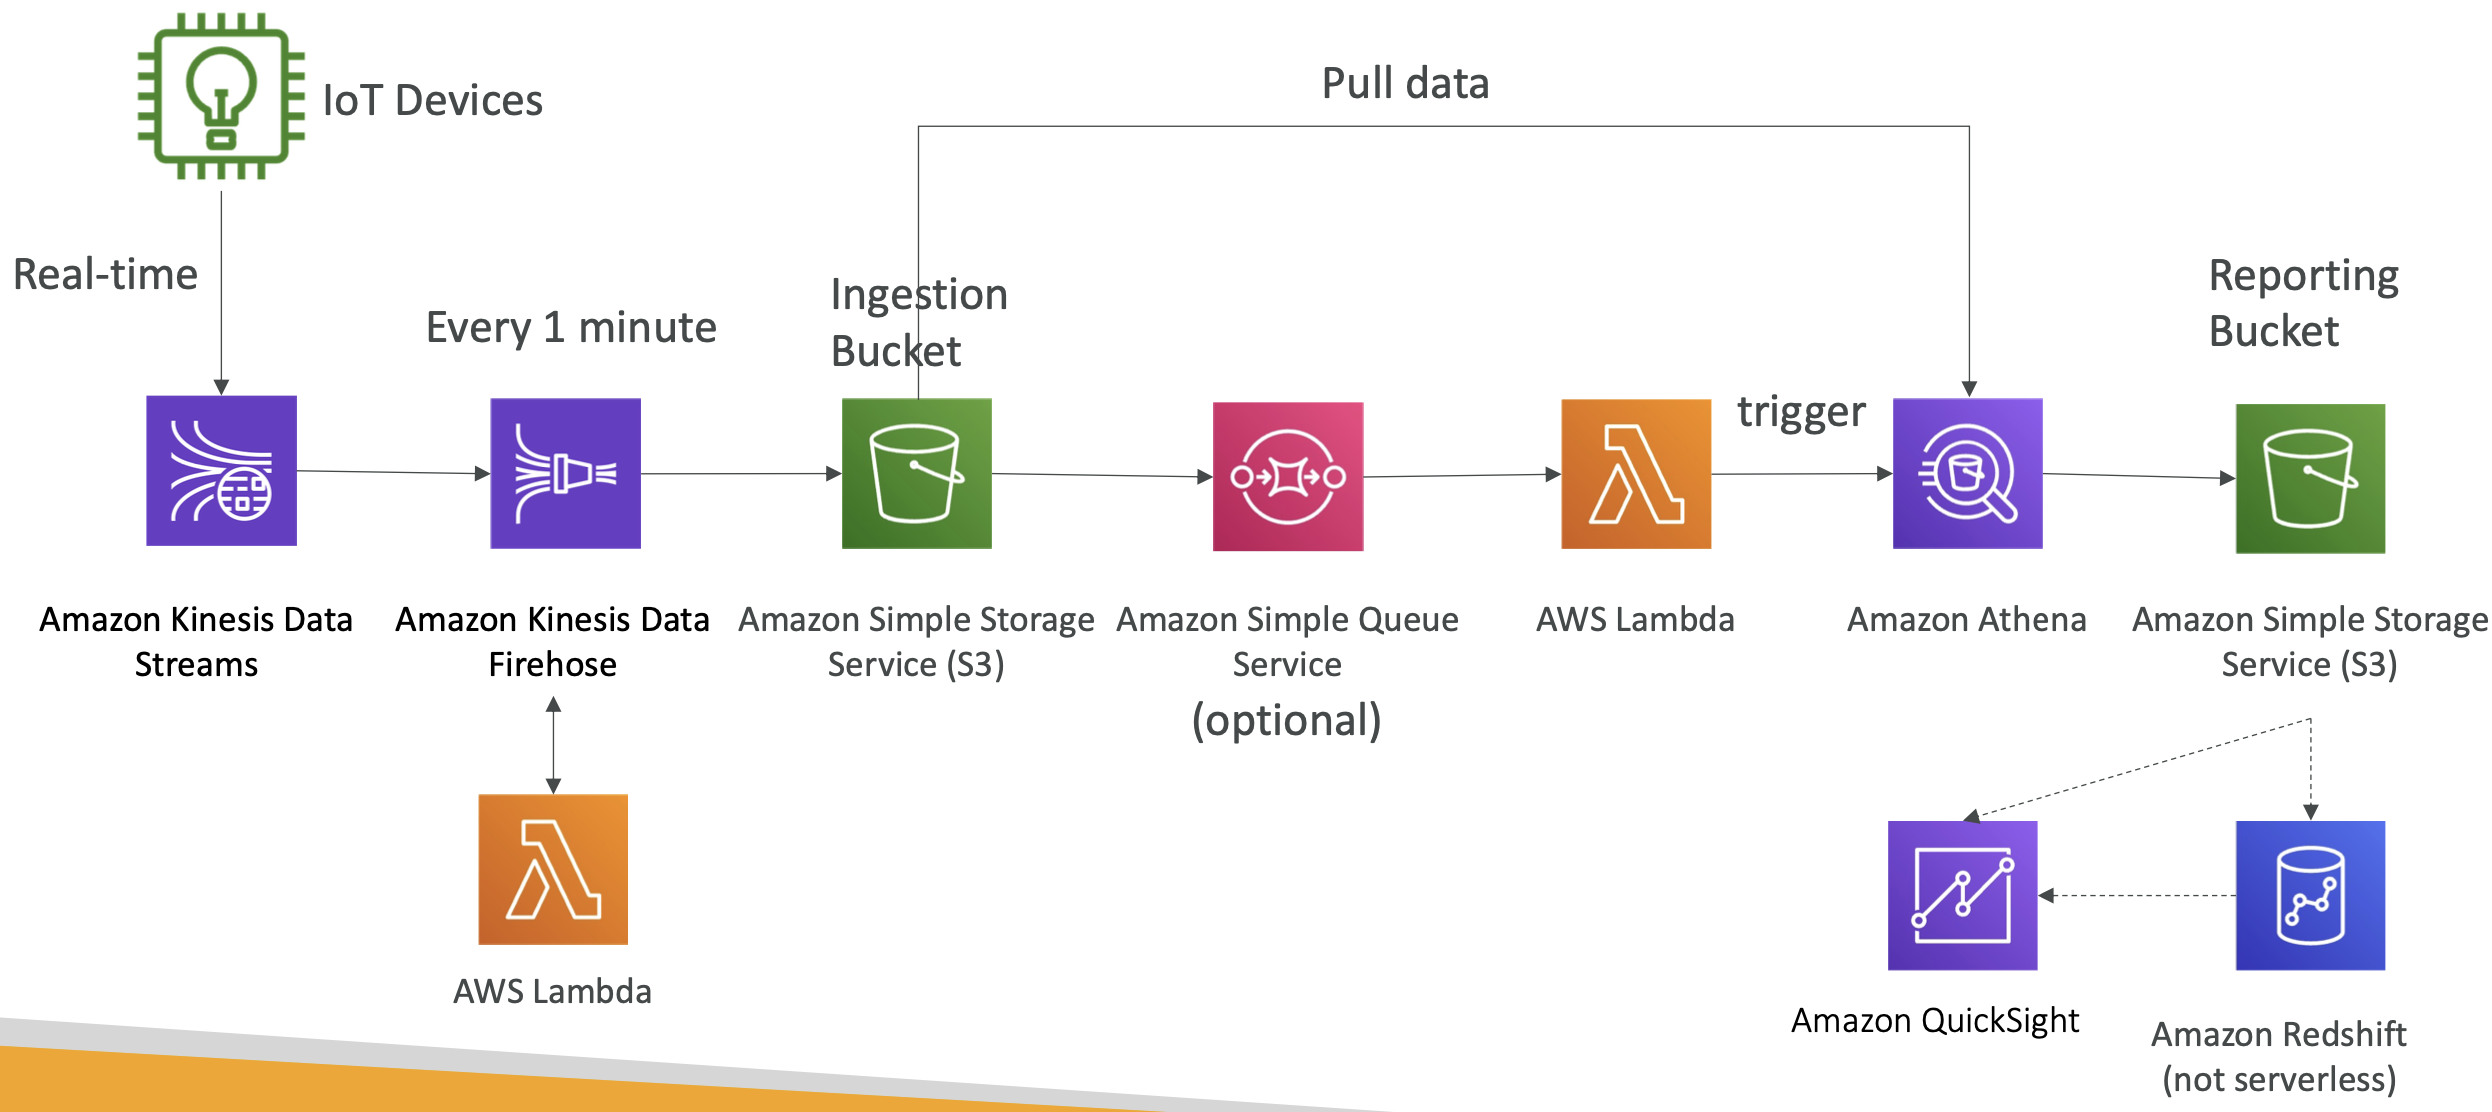 IoT Devices
Pull data
Real-time
Every 1 minute
Ingestion
Bucket
trigger
Reporting
Bucket
Amazon Kinesis Data
Streams
Amazon Kinesis Data
Firehose
Amazon Simple Storage
Service (S3)
Amazon Simple Queue
Service
(optional)
AWS Lambda
Amazon Athena
Amazon Simple Storage
Service (S3)
AWS Lambda
Amazon QuickSight
Amazon Redshift
(not serverless)